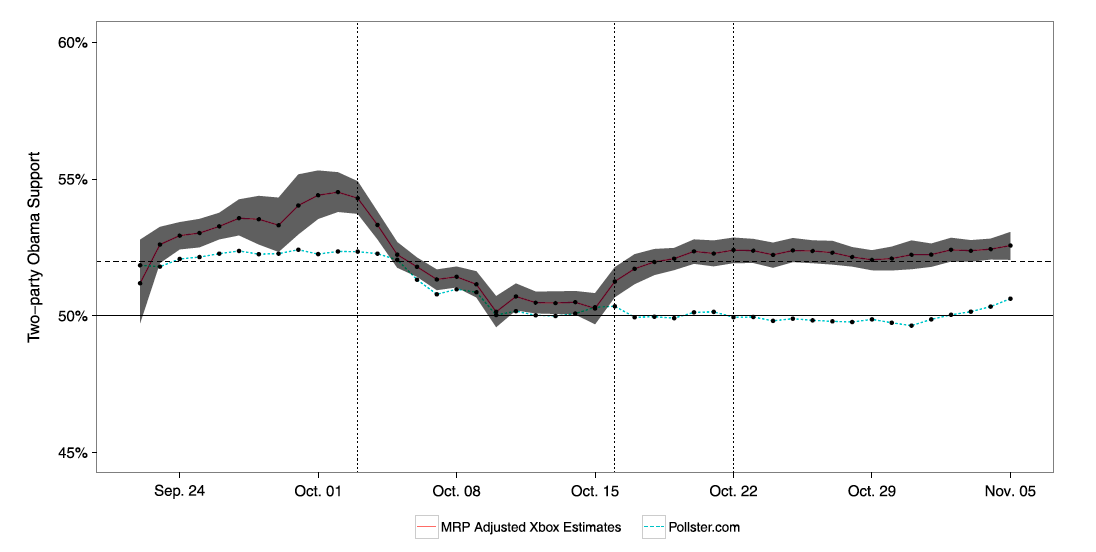 60%
55%
50%
45%
Two-party Obama Support
Sep. 24
Oct. 01
Oct. 08
Oct. 15
Oct. 22
Oct. 29
Nov. 05
MRP Adjusted Xbox Estimates
Pollster.com